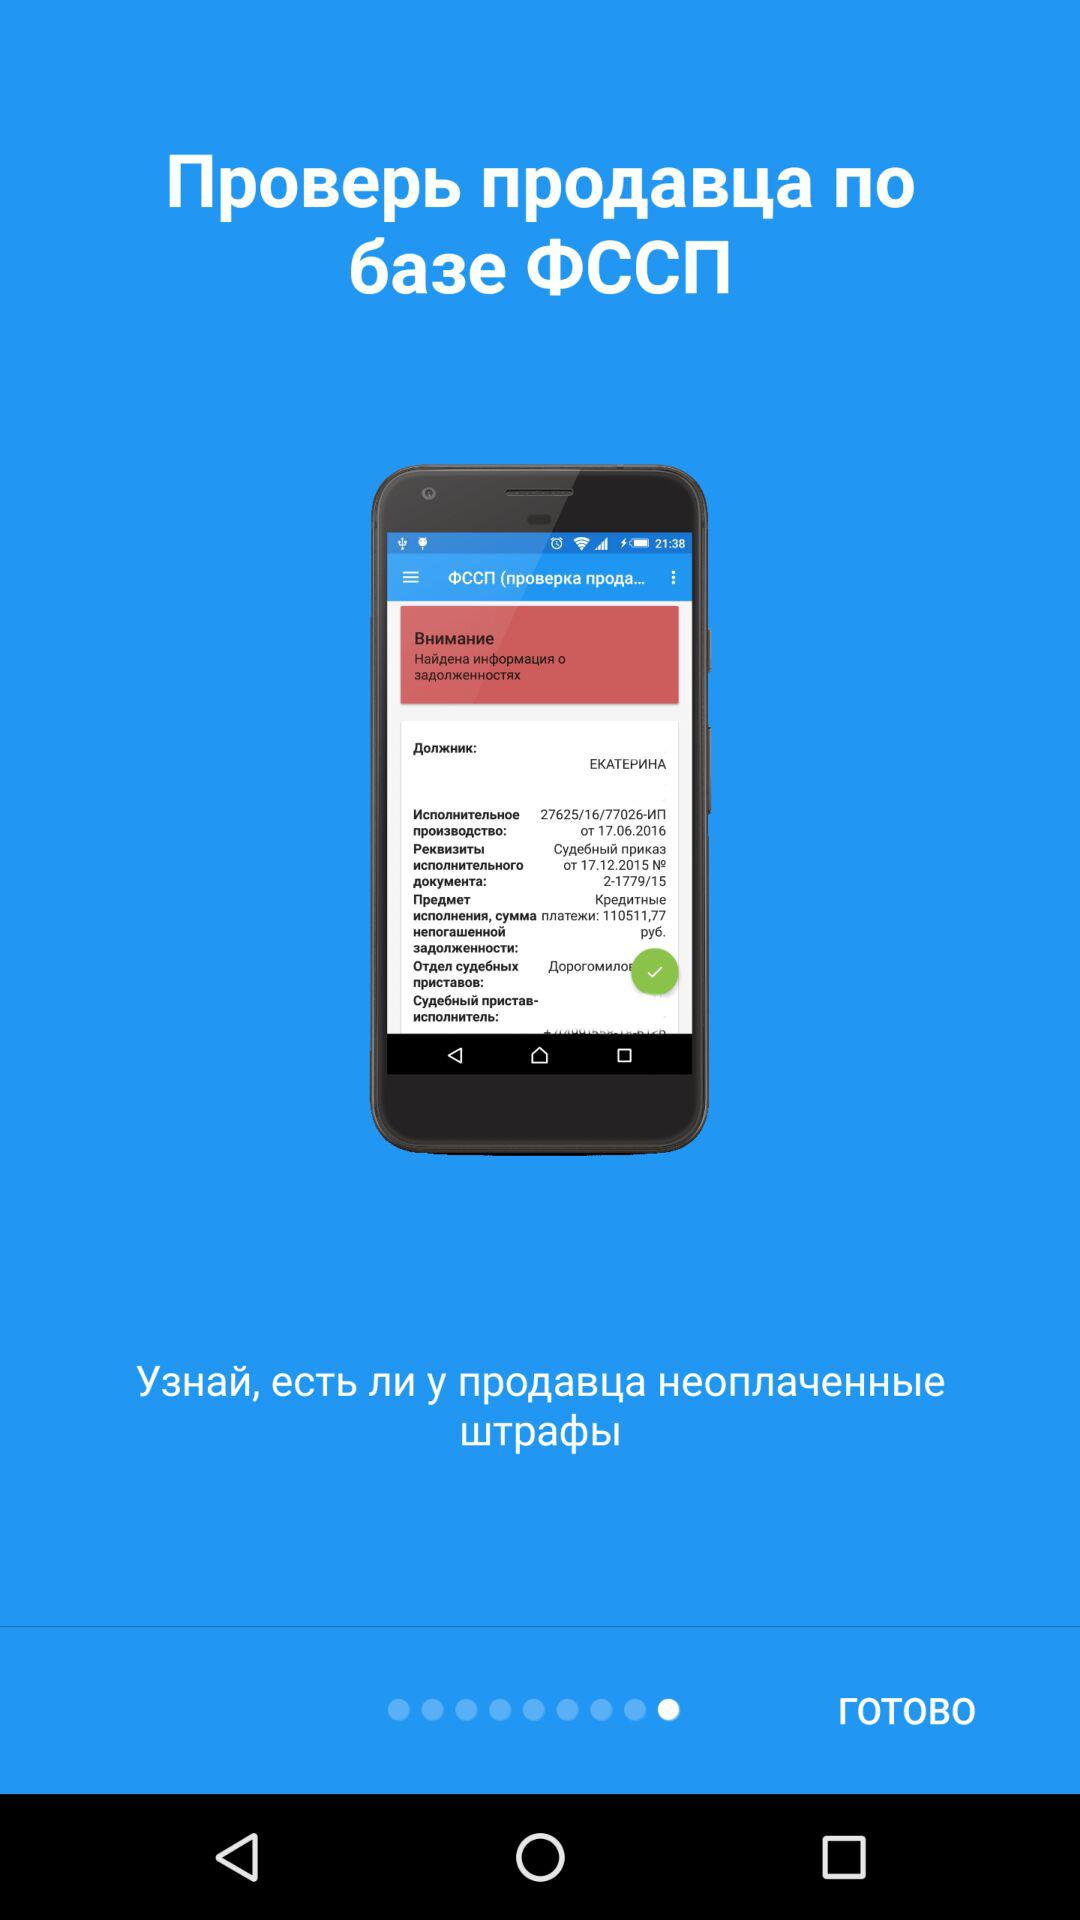 Проверь продавца по
базе ФССП
21:38
ФССП (проверка прода...
Внимание
Найдена информация о
задолженностях
Должник:
ЕКАТЕРИНА
Исполнительное 27625/16/77026-ИП
производство: от 17.06.2016
Реквизиты Судебный приказ
исполнительного от 17.12.2015 №
документа: 2-1779/15
Предмет Кредитные
исполнения, сумма платежи: 110511,77
непогашенной руб.
задолженности:
Отдел судебных
приставов:
Судебный пристав-
исполнитель:
Узнай, есть ли у продавца неоплаченные
штрафы
ГОТОВО